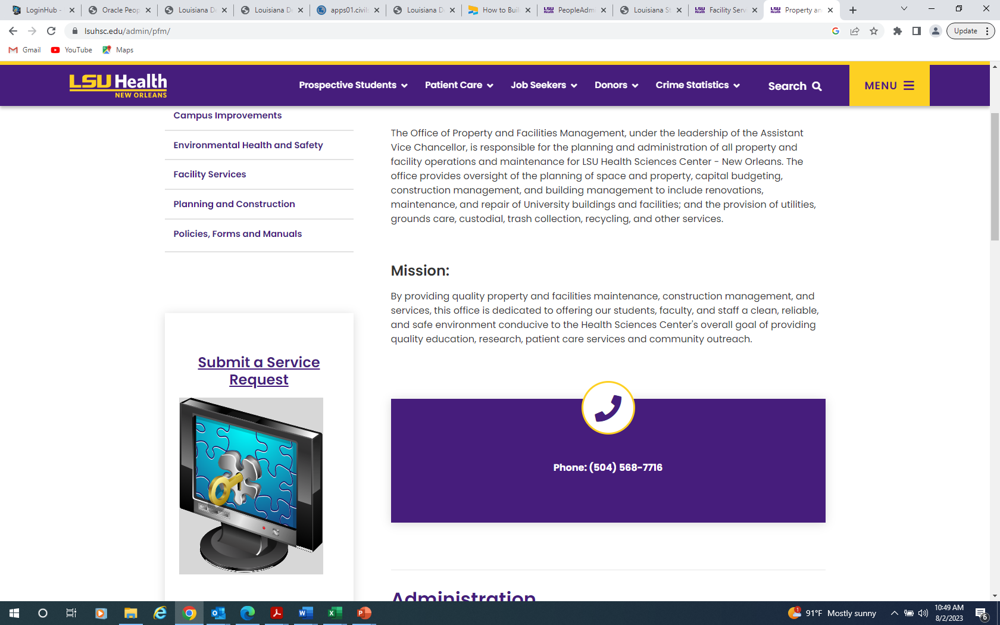 LoginHub -
Oracle Peop
Louisiana D
Louisiana D
apps01.civils
Louisiana D
How to Buil
LSU Health
PeopleAdmi
Louisiana St
LSU Health
Facility Serv
LSU Health
Property an
lsuhsc.edu/admin/pfm/
Update
Gmail
YouTube
Maps
LSU Health
NEW ORLEANS
Prospective Students
Patient Care
Job Seekers
Donors
Crime Statistics
Search
MENU
Campus Improvements
Environmental Health and Safety
Facility Services
Planning and Construction
Policies, Forms and Manuals
Submit a Service
Request
The Office of Property and Facilities Management, under the leadership of the Assistant
Vice Chancellor, is responsible for the planning and administration of all property and
facility operations and maintenance for LSU Health Sciences Center - New Orleans. The
office provides oversight of the planning of space and property, capital budgeting,
construction management, and building management to include renovations,
maintenance, and repair of University buildings and facilities; and the provision of utilities,
grounds care, custodial, trash collection, recycling, and other services.
Mission:
By providing quality property and facilities maintenance, construction management, and
services, this office is dedicated to offering our students, faculty, and staff a clean, reliable,
and safe environment conducive to the Health Sciences Center's overall goal of providing
quality education, research, patient care services and community outreach.
Phone: (504) 568-7716
Administration
1
91°F Mostly sunny
10:49 AM
8/2/2023
6